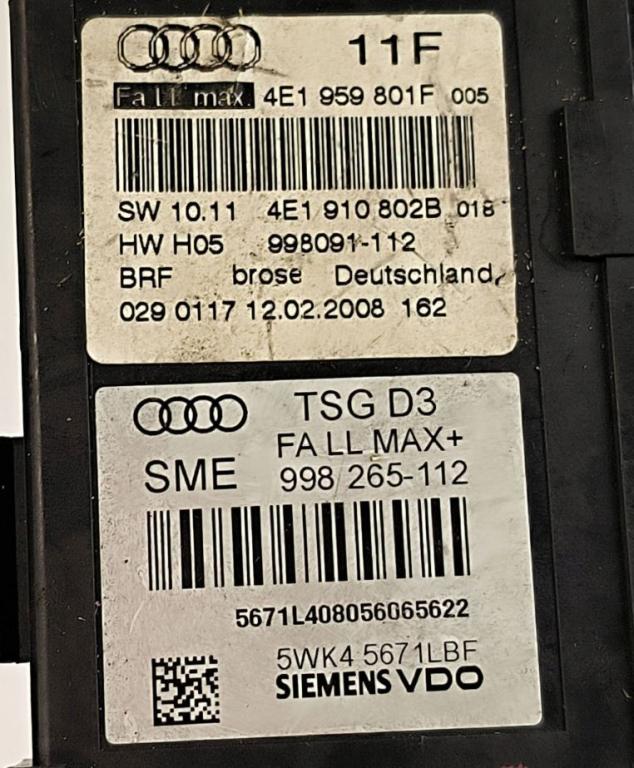 11F
Fa LL max. 4E1 959 801F 005
SW 10.11 4E1 910 802B 018
HW H05 998091-112
BRF brose Deutschland,
029 0117 12.02.2008 162
TSG D3
FA LL MAX+
SME 998 265-112
5671L408056065622
5WK4 5671LBF
SIEMENS VDO